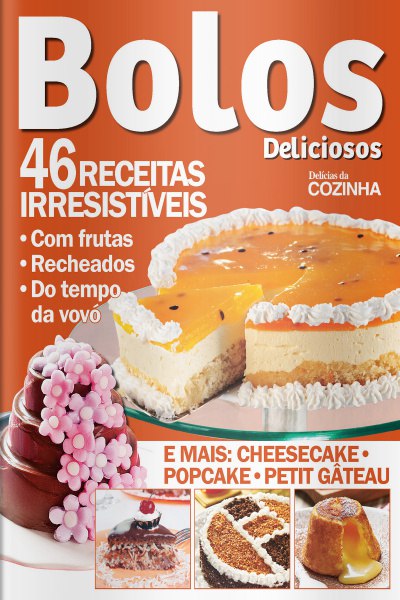 Bolos
Deliciosos
Delícias da
COZINHA
46 RECEITAS
IRRESISTÍVEIS
• Com frutas
• Recheados
• Do tempo
da vovó
E MAIS: CHEESECAKE •
POPCAKE • PETIT GÂTEAU